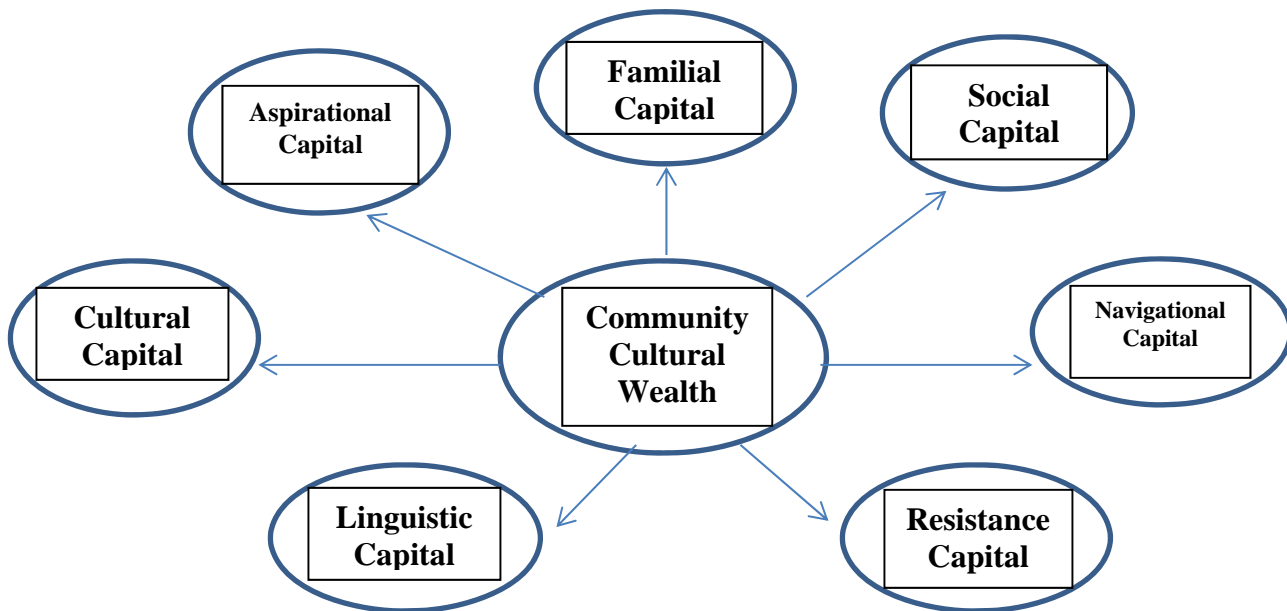 Familial
Capital
Aspirational
Capital
Social
Capital
Cultural
Capital
Community
Cultural
Wealth
Navigational
Capital
Linguistic
Capital
Resistance
Capital